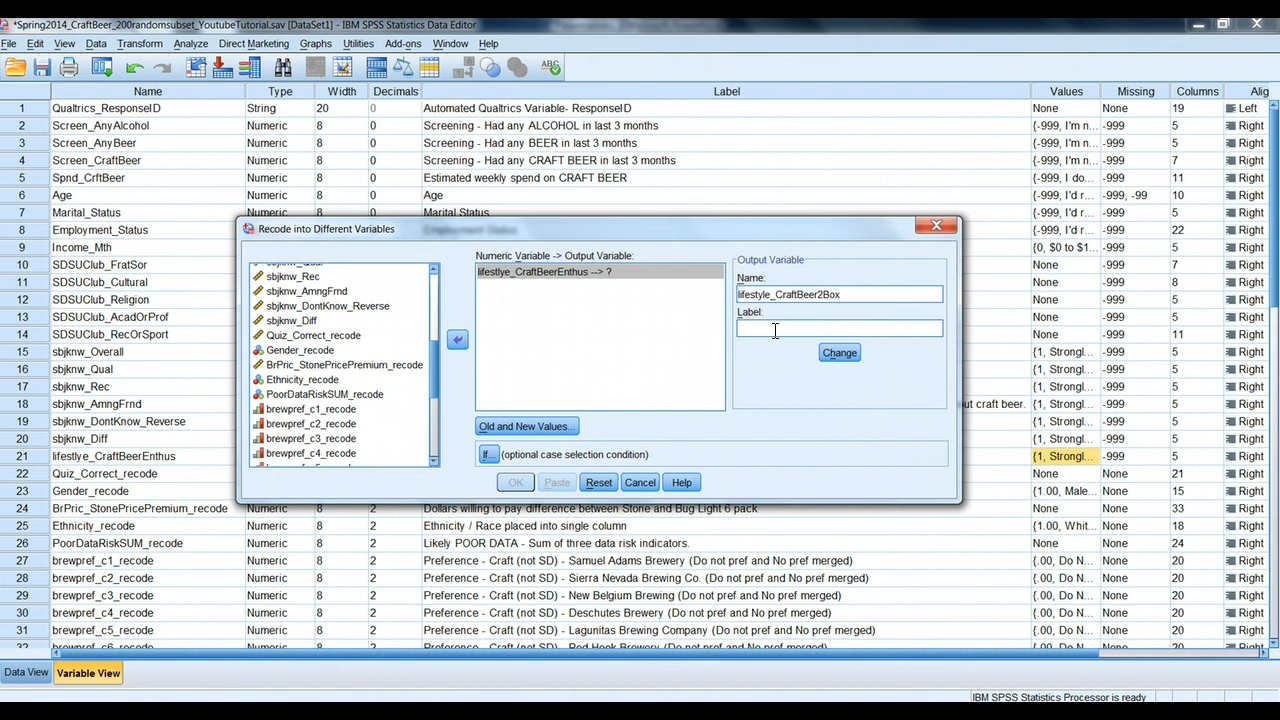 *Spring2014_CraftBeer_200randomsubset_YoutubeTutorial.sav [DataSet1] - IBM SPSS Statistics Data Editor
File Edit View Data Transform Analyze Direct Marketing Graphs Utilities Add-ons Window Help
Name Type Width Decimals Label Values Missing Columns Alig
1 Qualtrics_ResponseID String 20 0 Automated Qualtrics Variable- ResponseID None None 19 Left
2 Screen_AnyAlcohol Numeric 8 0 Screening - Had any ALCOHOL in last 3 months {-999, I'm n... -999 5 Right
3 Screen_AnyBeer Numeric 8 0 Screening - Had any BEER in last 3 months {-999, I'm n... -999 5 Right
4 Screen_CraftBeer Numeric 8 0 Screening - Had any CRAFT BEER in last 3 months {-999, I'm n... -999 7 Right
5 Spnd_CrftBeer Numeric 8 0 Estimated weekly spend on CRAFT BEER {-999, I do... -999 11 Right
6 Age Numeric 8 0 Age {-999, I'd r... -999, -99 10 Right
7 Marital_Status Numeric 8 0 Marital Status {-999, I'd r... -999 5 Right
8 Employment_Status Employment Status {-999, I'd r... -999 22 Right
9 Income_Mth {0, $0 to $1... -999 5 Right
10 SDSUClub_FratSor None None 7 Right
11 SDSUClub_Cultural None None 8 Right
12 SDSUClub_Religion None None 5 Right
13 SDSUClub_AcadOrProf None None 5 Right
14 SDSUClub_RecOrSport None None 11 Right
15 sbjknw_Overall {1, Strongl... -999 5 Right
16 sbjknw_Qual {1, Strongl... -999 5 Right
17 sbjknw_Rec {1, Strongl... -999 5 Right
18 sbjknw_AmngFrnd out craft beer. {1, Strongl... -999 5 Right
19 sbjknw_DontKnow_Reverse {1, Strongl... -999 5 Right
20 sbjknw_Diff {1, Strongl... -999 5 Right
21 lifestlye_CraftBeerEnthus {1, Strongl... -999 5 Right
22 Quiz_Correct_recode None None 21 Right
23 Gender_recode {1.00, Male... None 15 Right
24 BrPric_StonePricePremium_recode Numeric 8 2 Dollars willing to pay difference between Stone and Bug Light 6 pack None None 33 Right
25 Ethnicity_recode Numeric 8 2 Ethnicity / Race placed into single column {1.00, Whit... None 18 Right
26 PoorDataRiskSUM_recode Numeric 8 2 Likely POOR DATA - Sum of three data risk indicators. None None 24 Right
27 brewpref_c1_recode Numeric 8 2 Preference - Craft (not SD) - Samuel Adams Brewery (Do not pref and No pref merged) {.00, Do N... None 20 Right
28 brewpref_c2_recode Numeric 8 2 Preference - Craft (not SD) - Sierra Nevada Brewing Co. (Do not pref and No pref merged) {.00, Do N... None 20 Right
29 brewpref_c3_recode Numeric 8 2 Preference - Craft (not SD) - New Belgium Brewing (Do not pref and No pref merged) {.00, Do N... None 20 Right
30 brewpref_c4_recode Numeric 8 2 Preference - Craft (not SD) - Deschutes Brewery (Do not pref and No pref merged) {.00, Do N... None 20 Right
31 brewpref_c5_recode Numeric 8 2 Preference - Craft (not SD) - Lagunitas Brewing Company (Do not pref and No pref merged) {.00, Do N... None 20 Right
Recode into Different Variables
sbjknw_Rec
sbjknw_AmngFrnd
sbjknw_DontKnow_Reverse
sbjknw_Diff
Quiz_Correct_recode
Gender_recode
BrPric_StonePricePremium_recode
Ethnicity_recode
PoorDataRiskSUM_recode
brewpref_c1_recode
brewpref_c2_recode
brewpref_c3_recode
brewpref_c4_recode
Numeric Variable -> Output Variable:
lifestlye_CraftBeerEnthus --> ?
Output Variable
Name:
lifestyle_CraftBeer2Box
Label:
Change
Old and New Values...
If... (optional case selection condition)
OK Paste Reset Cancel Help
Data View Variable View
IBM SPSS Statistics Processor is ready